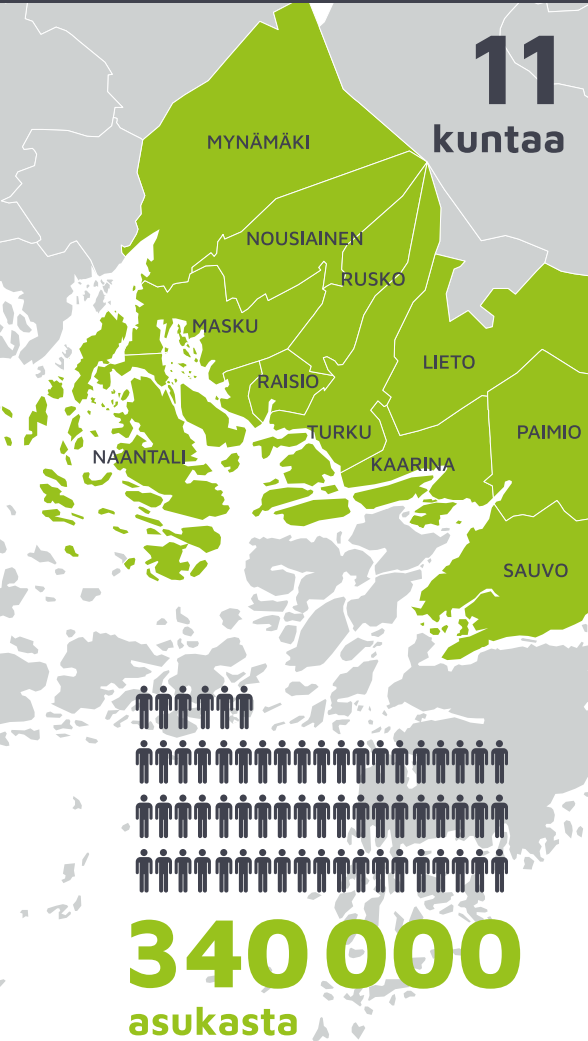 11
kuntaa
MYNÄMÄKI
NOUSIAINEN
RUSKO
MASKU
LIETO
RAISIO
TURKU
PAIMIO
NAANTALI
KAARINA
SAUVO
340 000
asukasta